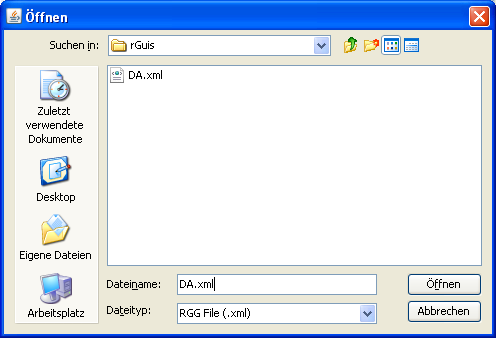 Öffnen
Suchen in: rGuis
DA.xml
Zuletzt
verwendete
Dokumente
Desktop
Eigene Dateien
Arbeitsplatz
Dateiname: DA.xml Öffnen
Dateityp: RGG File (.xml) Abbrechen